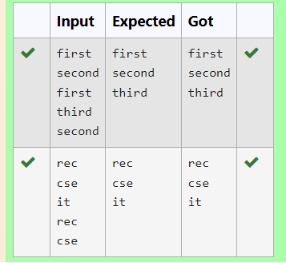 Input Expected Got
first first first
second second second
first third third
third
second
rec rec rec
cse cse cse
it it it
rec
cse